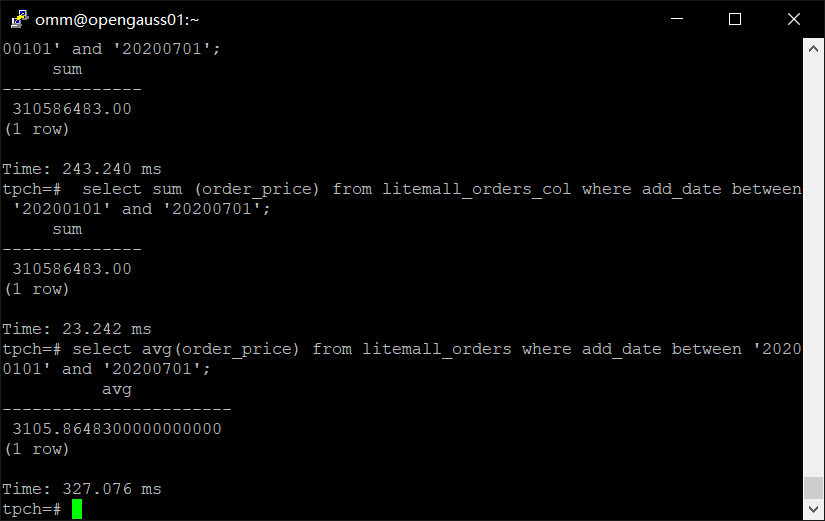 omm@opengauss01:~
00101' and '20200701';
     sum
--------------
 310586483.00
(1 row)

Time: 243.240 ms
tpch=#  select sum (order_price) from litemall_orders_col where add_date between
 '20200101' and '20200701';
     sum
--------------
 310586483.00
(1 row)

Time: 23.242 ms
tpch=# select avg(order_price) from litemall_orders where add_date between '2020
0101' and '20200701';
          avg
-----------------------
 3105.8648300000000000
(1 row)

Time: 327.076 ms
tpch=#